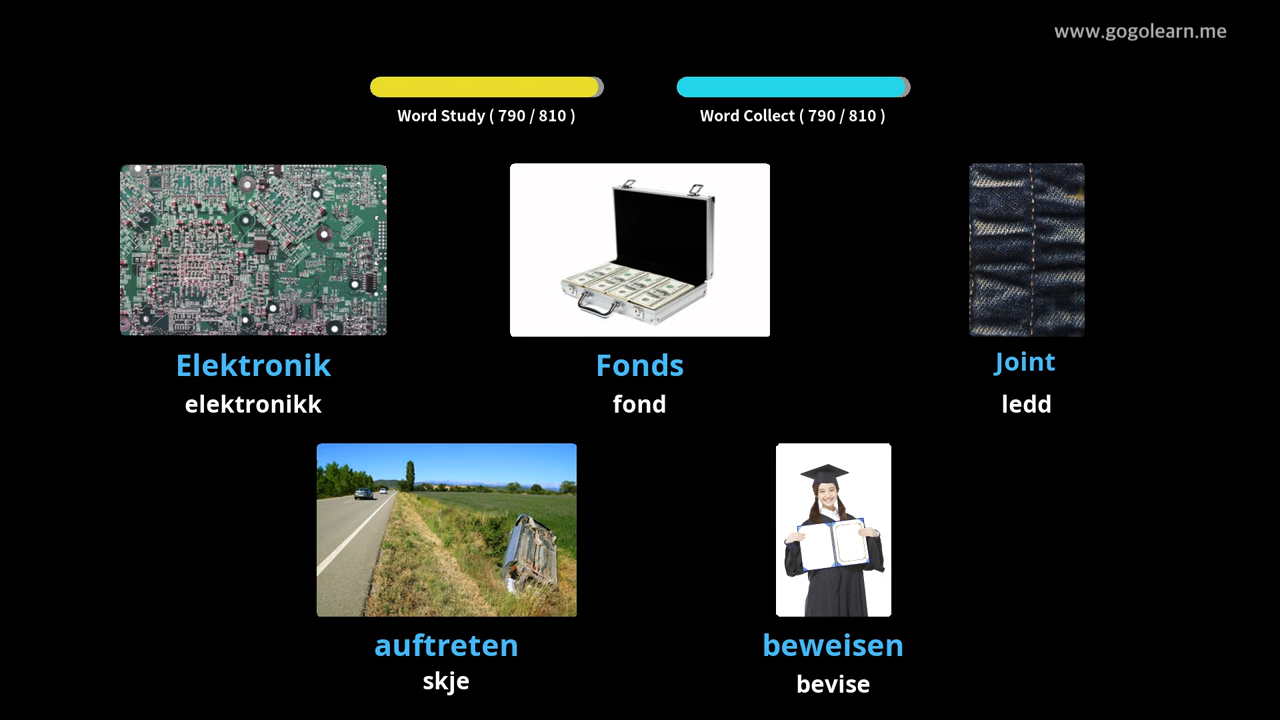 www.gogolearn.me
Word Study ( 790 / 810 )
Word Collect ( 790 / 810 )
Elektronik
elektronikk
Fonds
fond
Joint
ledd
auftreten
skje
beweisen
bevise